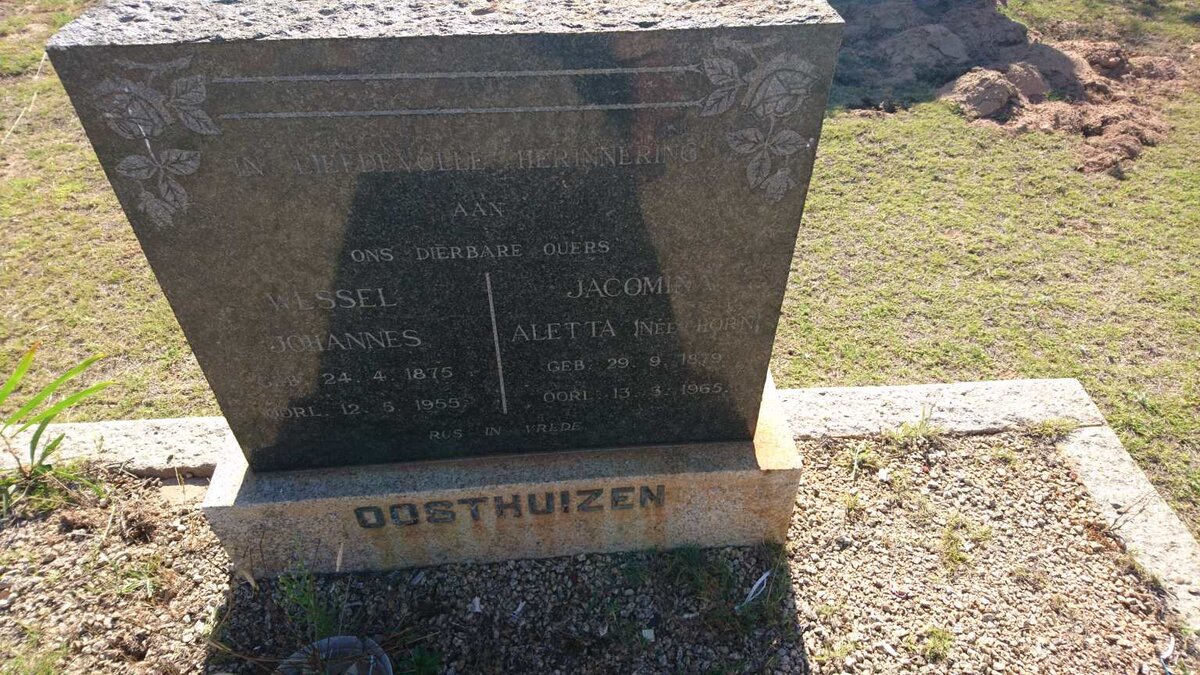 IN LIEFDEVOLLE HERINNERING
AAN
ONS DIERBARE OUERS
WESSEL
JOHANNES
GEB. 24. 4. 1875
OORL. 12. 5. 1955
JACOMINA
ALETTA (NEÉ HORN)
GEB. 29. 9. 1879
OORL. 13. 3. 1965
RUS IN VREDE
OOSTHUIZEN